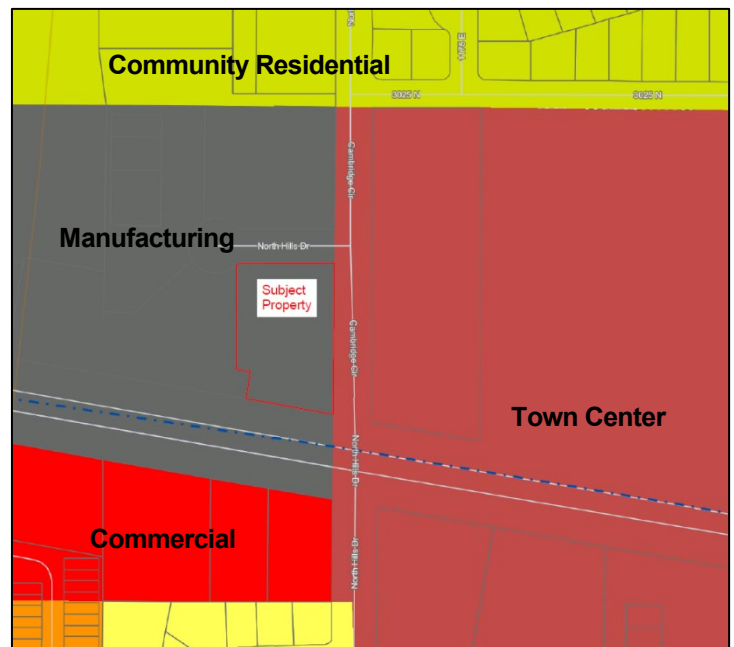 Community Residential
3025 N
3025 N
Cambridge Cir
Manufacturing
North Hills Dr
Subject
Property
Cambridge Cir
Town Center
North Hills Dr
Commercial
North Hills Dr